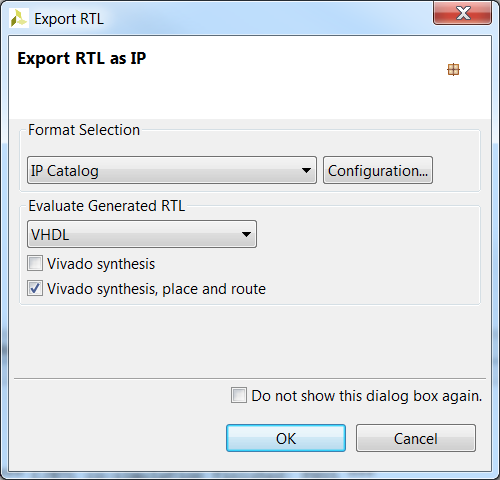 Export RTL
Export RTL as IP
Format Selection
IP Catalog
Configuration...
Evaluate Generated RTL
VHDL
Vivado synthesis
Vivado synthesis, place and route
Do not show this dialog box again.
OK
Cancel